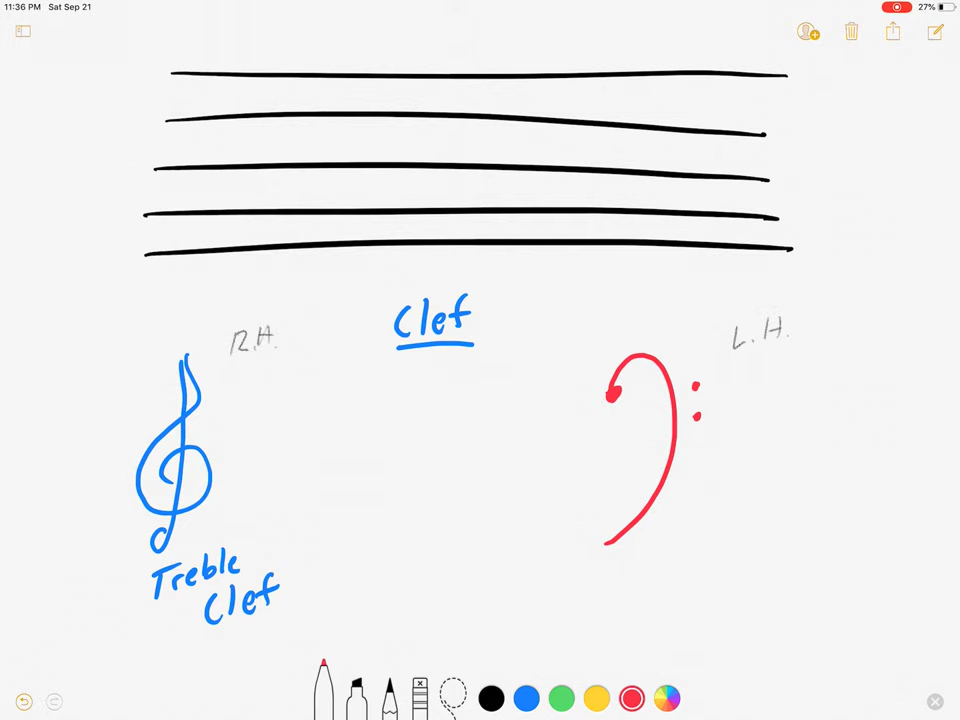 11:36 PM Sat Sep 21
27%
Clef
R.H.
L.H.
Treble
Clef